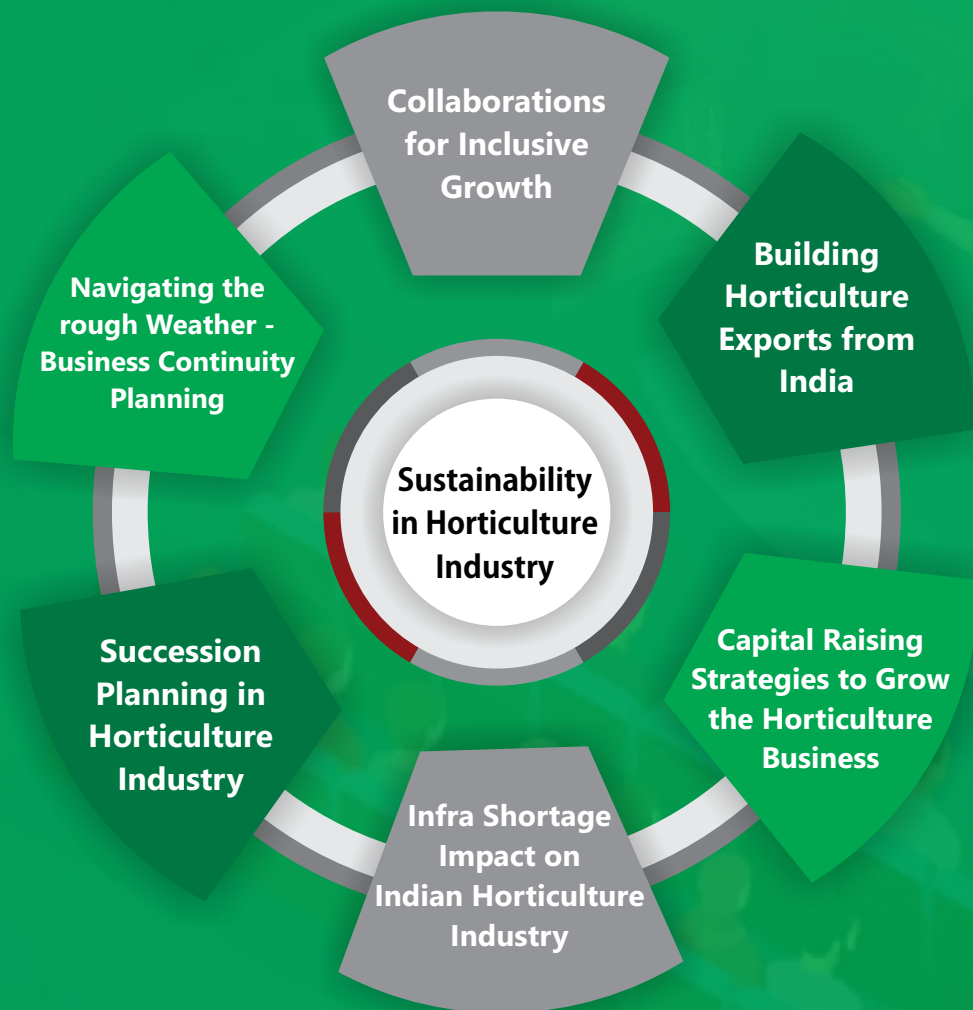 Collaborations
for Inclusive
Growth
Building
Horticulture
Exports from
India
Navigating the
rough Weather -
Business Continuity
Planning
Sustainability
in Horticulture
Industry
Capital Raising
Strategies to Grow
the Horticulture
Business
Succession
Planning in
Horticulture
Industry
Infra Shortage
Impact on
Indian Horticulture
Industry